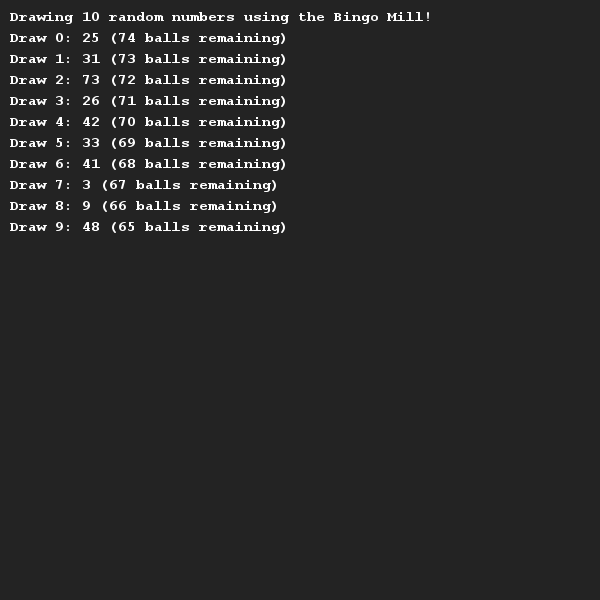 Drawing 10 random numbers using the Bingo Mill!
Draw 0: 25 (74 balls remaining)
Draw 1: 31 (73 balls remaining)
Draw 2: 73 (72 balls remaining)
Draw 3: 26 (71 balls remaining)
Draw 4: 42 (70 balls remaining)
Draw 5: 33 (69 balls remaining)
Draw 6: 41 (68 balls remaining)
Draw 7: 3 (67 balls remaining)
Draw 8: 9 (66 balls remaining)
Draw 9: 48 (65 balls remaining)